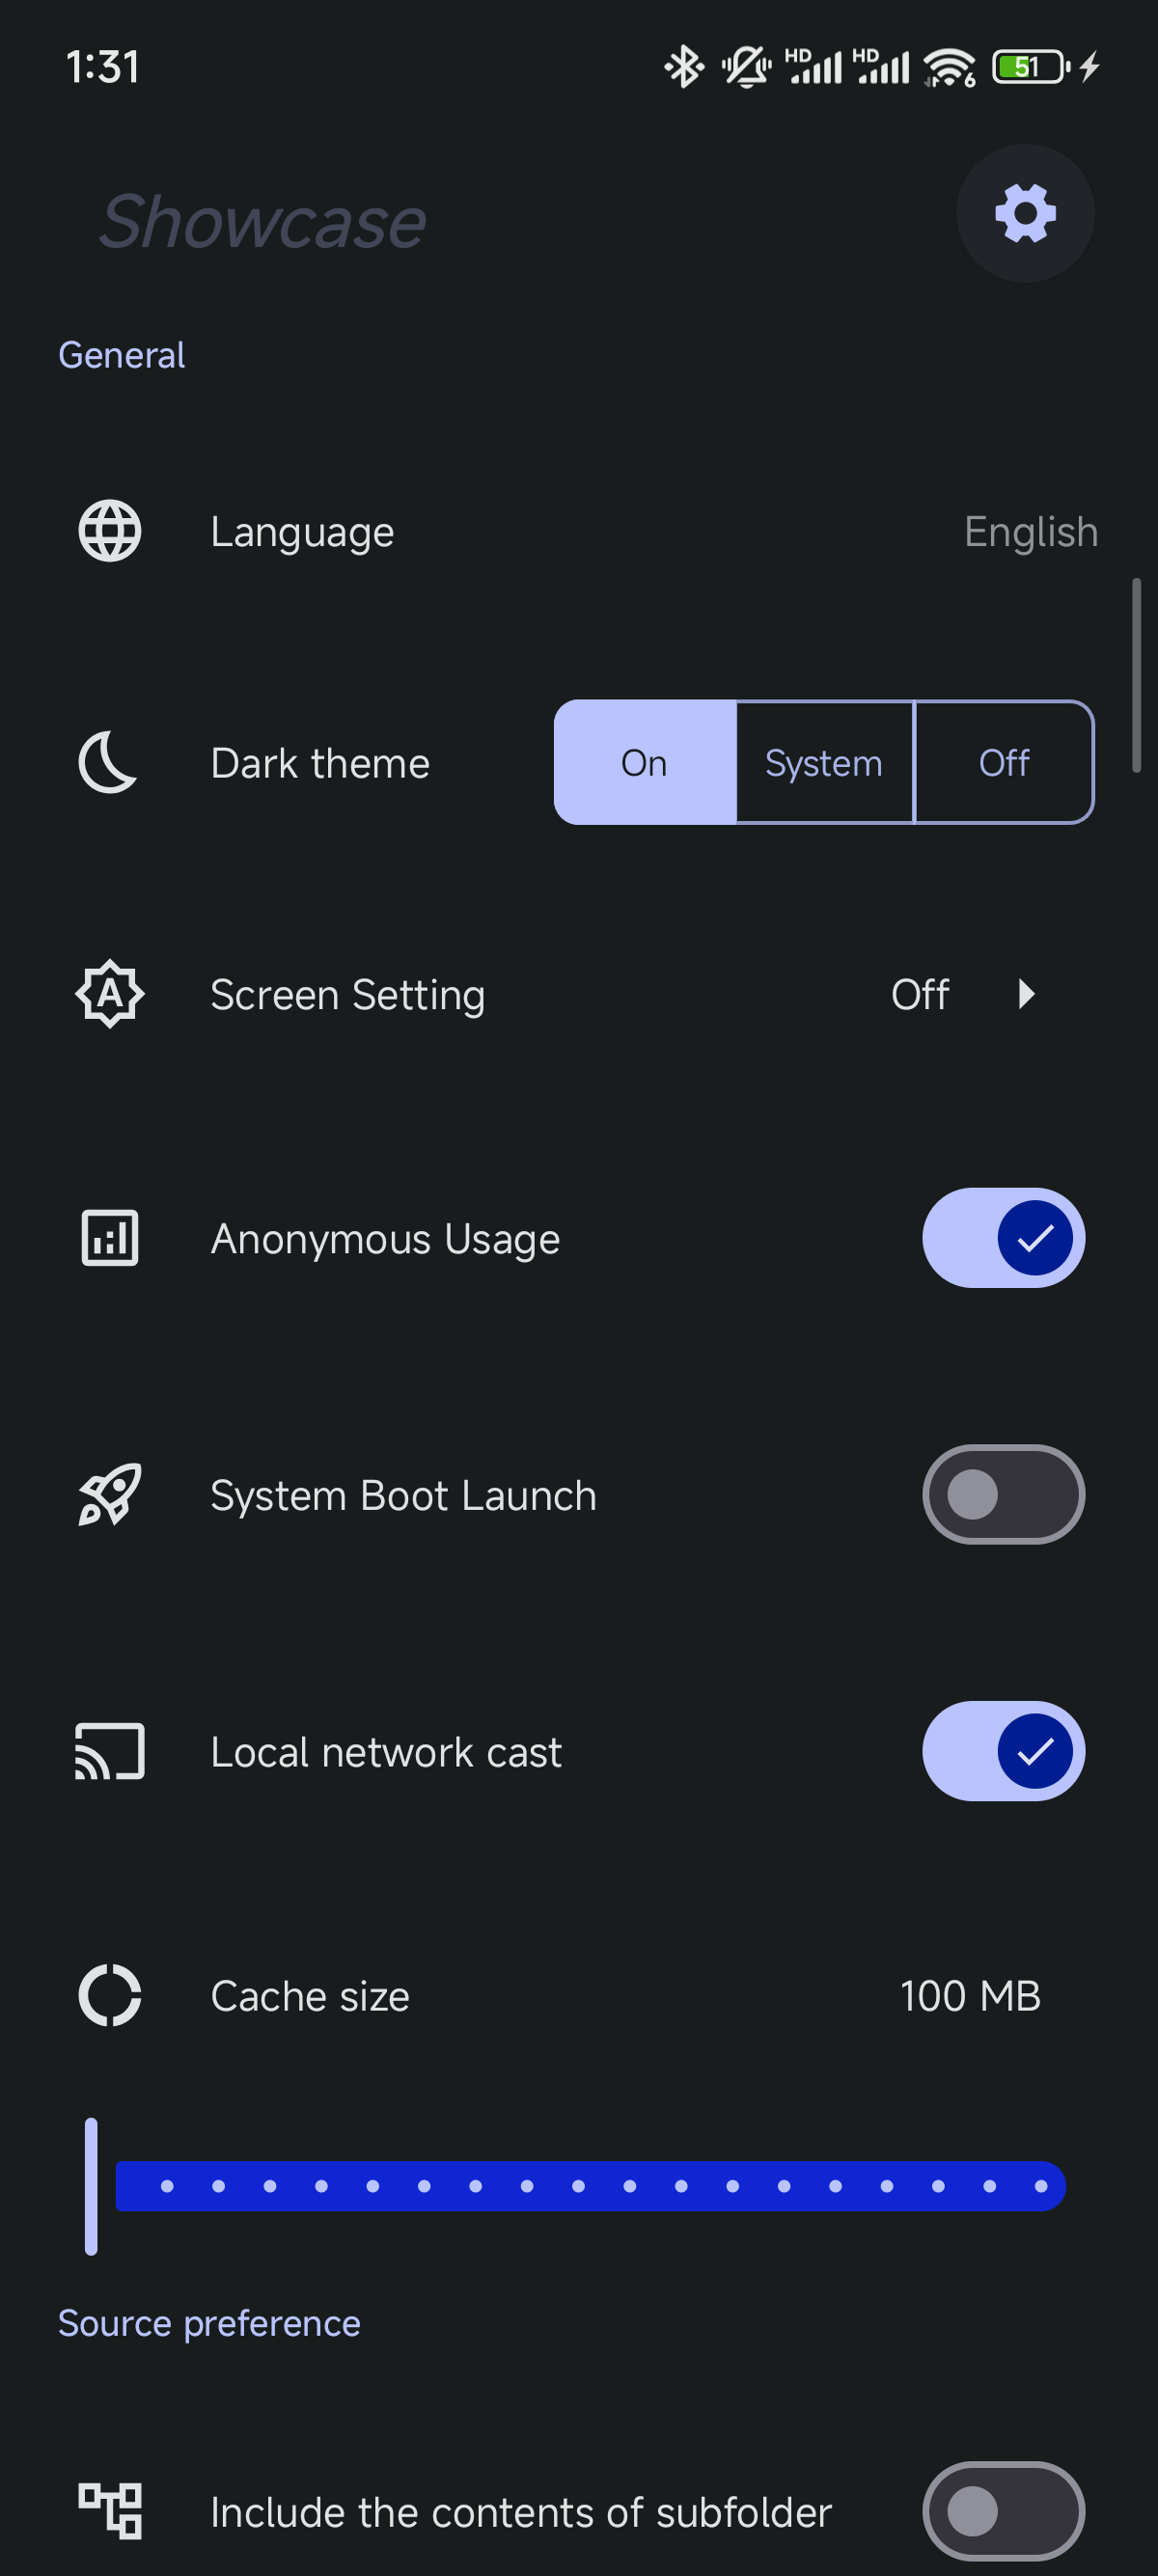 1:31
HD HD 6 51
Showcase
General
Language English
Dark theme On System Off
A Screen Setting Off
Anonymous Usage
System Boot Launch
Local network cast
Cache size 100 MB
Source preference
Include the contents of subfolder